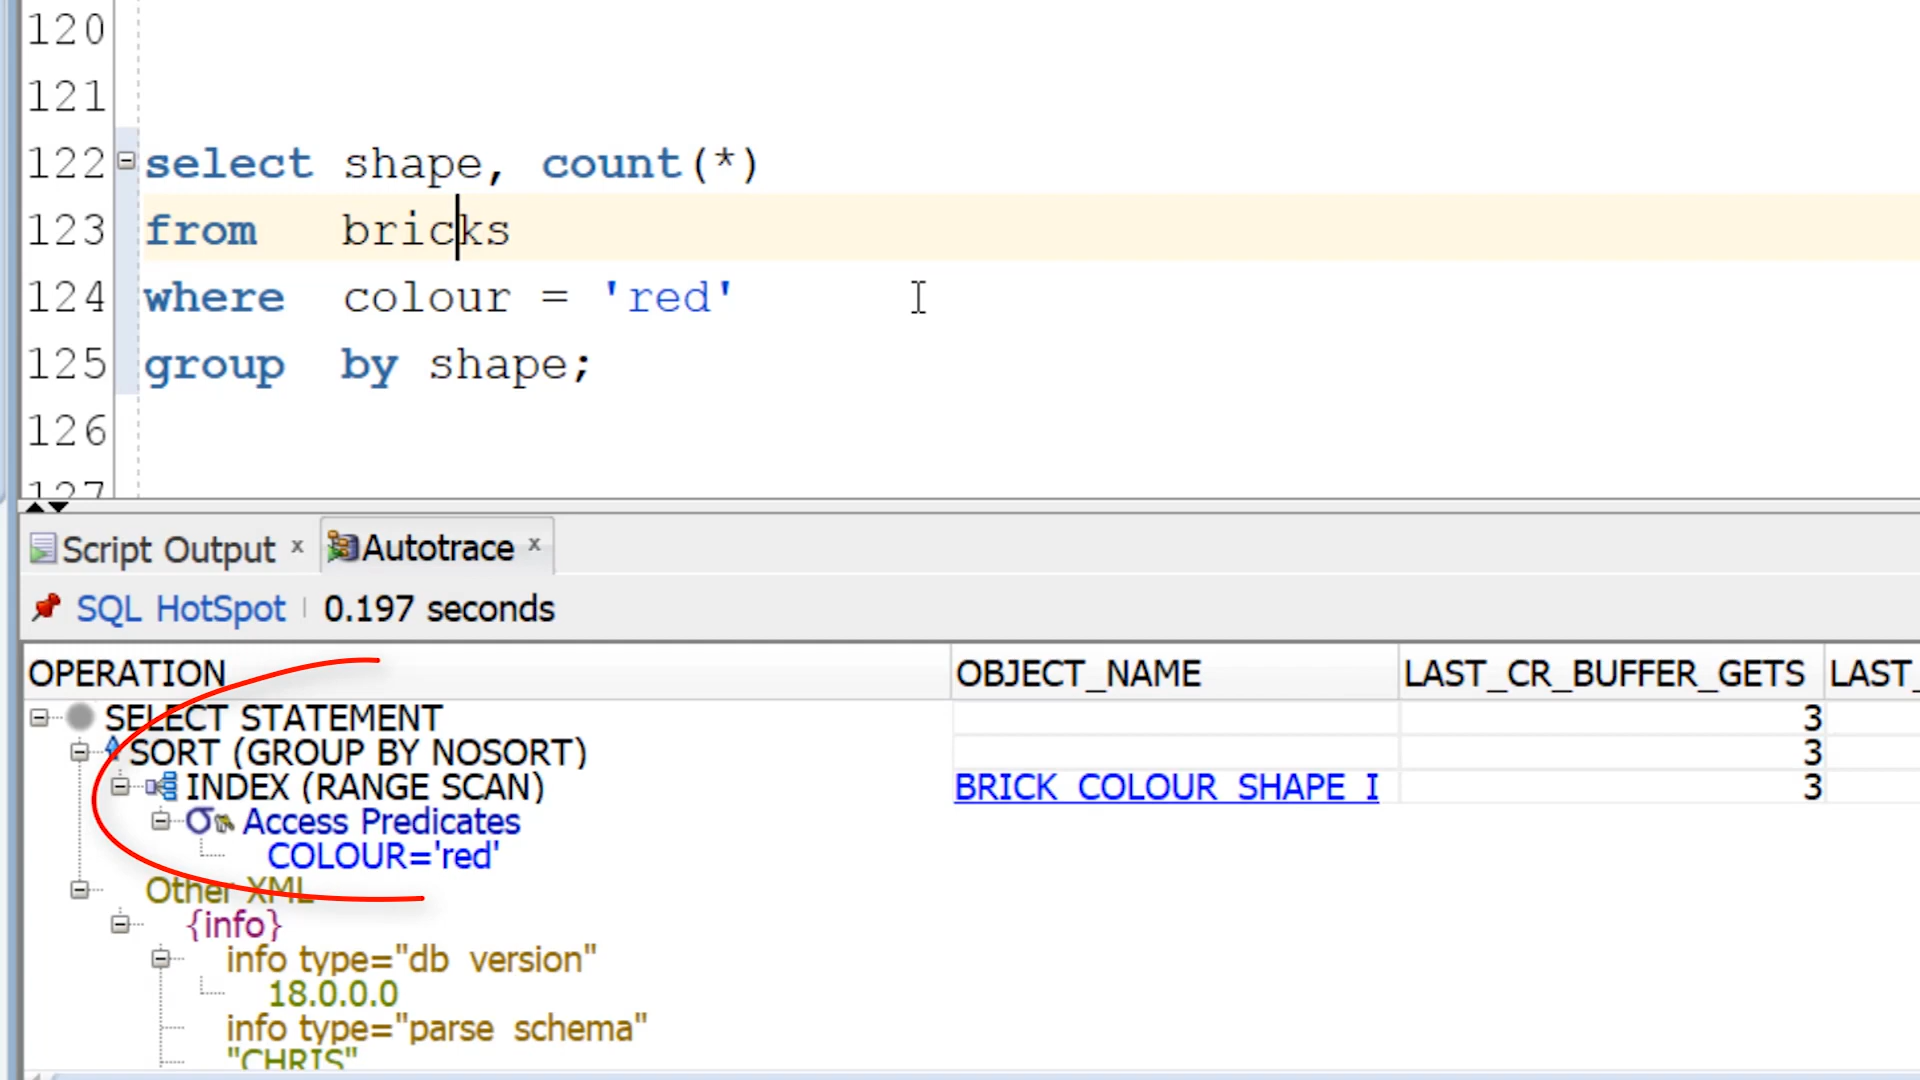 120
121
122 select shape, count(*)
123 from bricks
124 where colour = 'red'
125 group by shape;
126
127
Script Output x Autotrace x
SQL HotSpot 0.197 seconds
OPERATION OBJECT_NAME LAST_CR_BUFFER_GETS LAST_
SELECT STATEMENT 3
SORT (GROUP BY NOSORT) 3
INDEX (RANGE SCAN) BRICK_COLOUR_SHAPE_I 3
Access Predicates
COLOUR='red'
Other XML
{info}
info type="db_version"
18.0.0.0
info type="parse_schema"
"CHRIS"